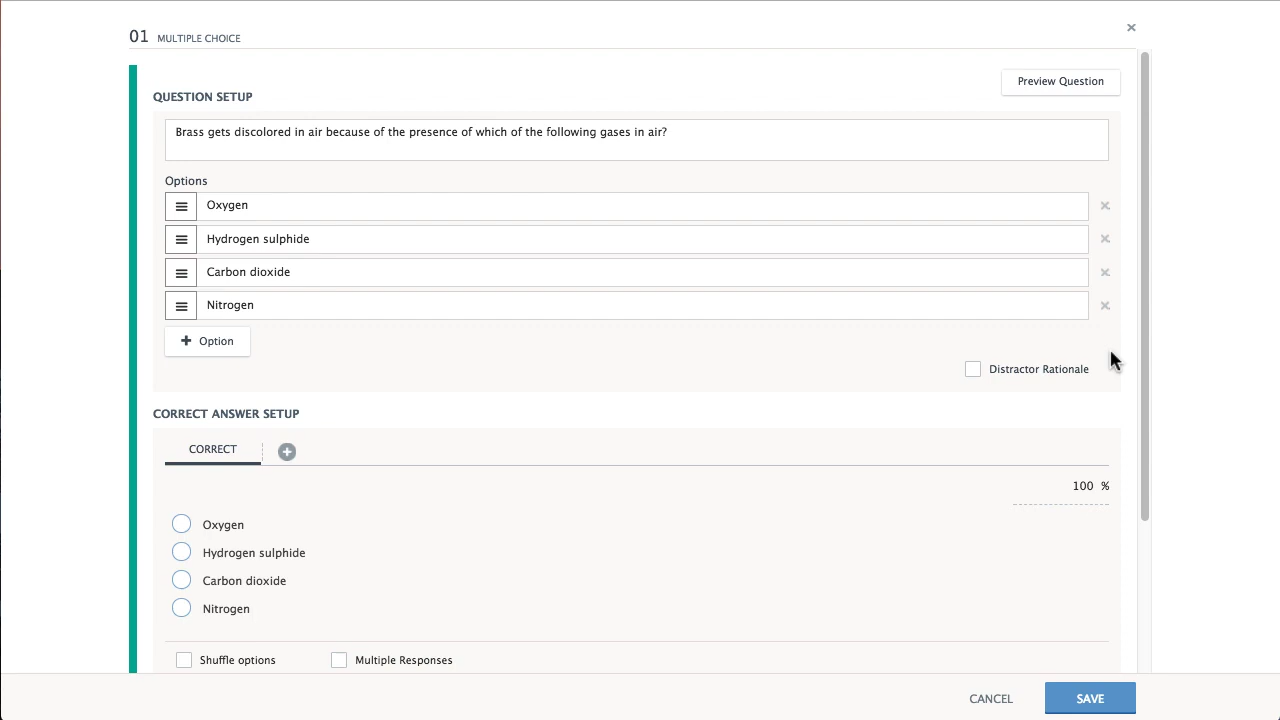 01 MULTIPLE CHOICE
Preview Question
QUESTION SETUP
Brass gets discolored in air because of the presence of which of the following gases in air?
Options
Oxygen
Hydrogen sulphide
Carbon dioxide
Nitrogen
Option
Distractor Rationale
CORRECT ANSWER SETUP
CORRECT
100 %
Oxygen
Hydrogen sulphide
Carbon dioxide
Nitrogen
Shuffle options Multiple Responses
CANCEL SAVE